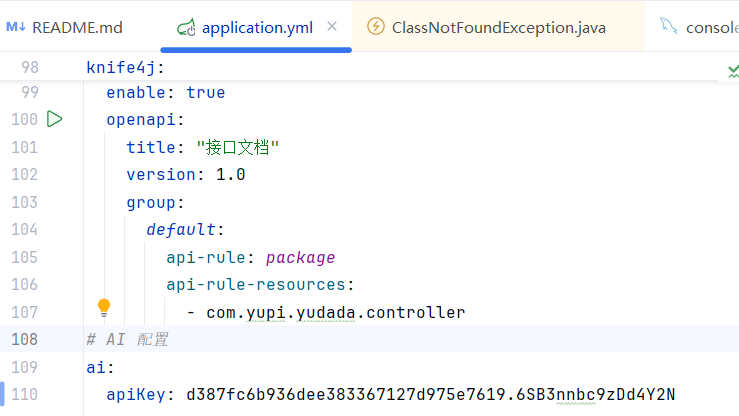 README.md application.yml ClassNotFoundException.java console
98 knife4j:
99 enable: true
100 openapi:
101 title: "接口文档"
102 version: 1.0
103 group:
104 default:
105 api-rule: package
106 api-rule-resources:
107 - com.yupi.yudada.controller
108 # AI 配置
109 ai:
110 apiKey: d387fc6b936dee383367127d975e7619.6SB3nnbc9zDd4Y2N